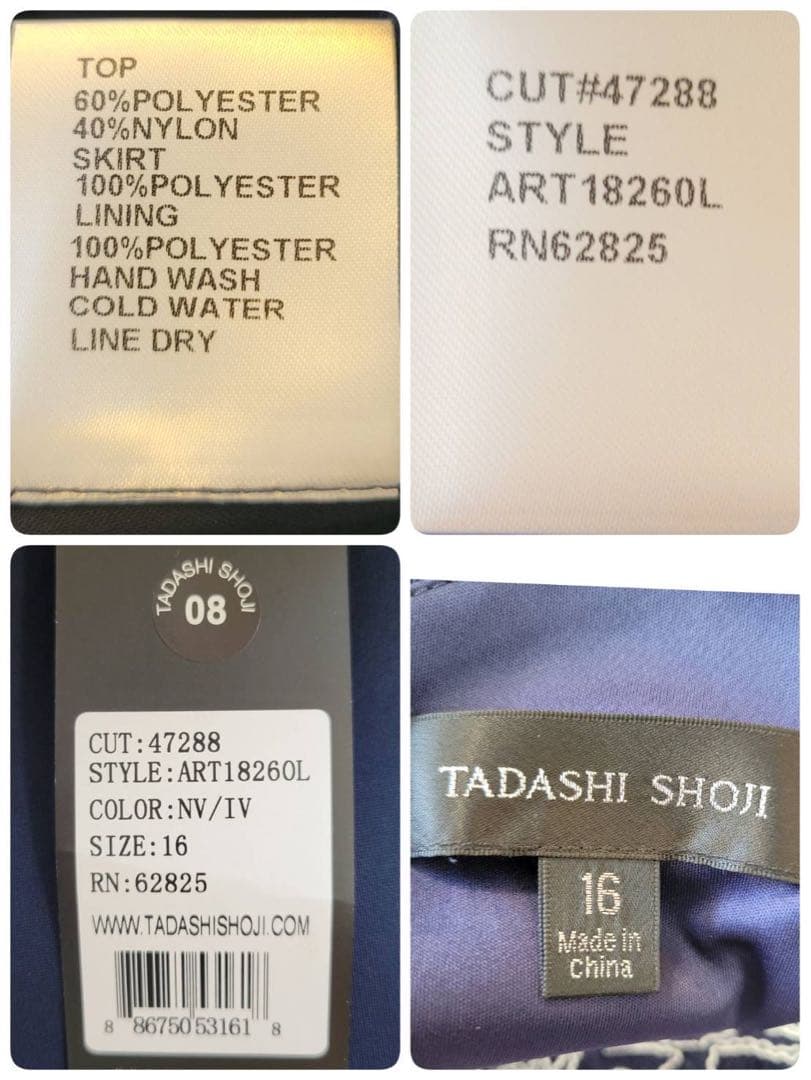 TOP
60%POLYESTER
40%NYLON
SKIRT
100%POLYESTER
LINING
100%POLYESTER
HAND WASH
COLD WATER
LINE DRY
CUT#47288
STYLE
ART18260L
RN62825
TADASHI SHOJI
08
CUT:47288
STYLE:ART18260L
COLOR:NV/IV
SIZE:16
RN:62825
WWW.TADASHISHOJI.COM
8 86750 53161 8
TADASHI SHOJI
16
Made in
China